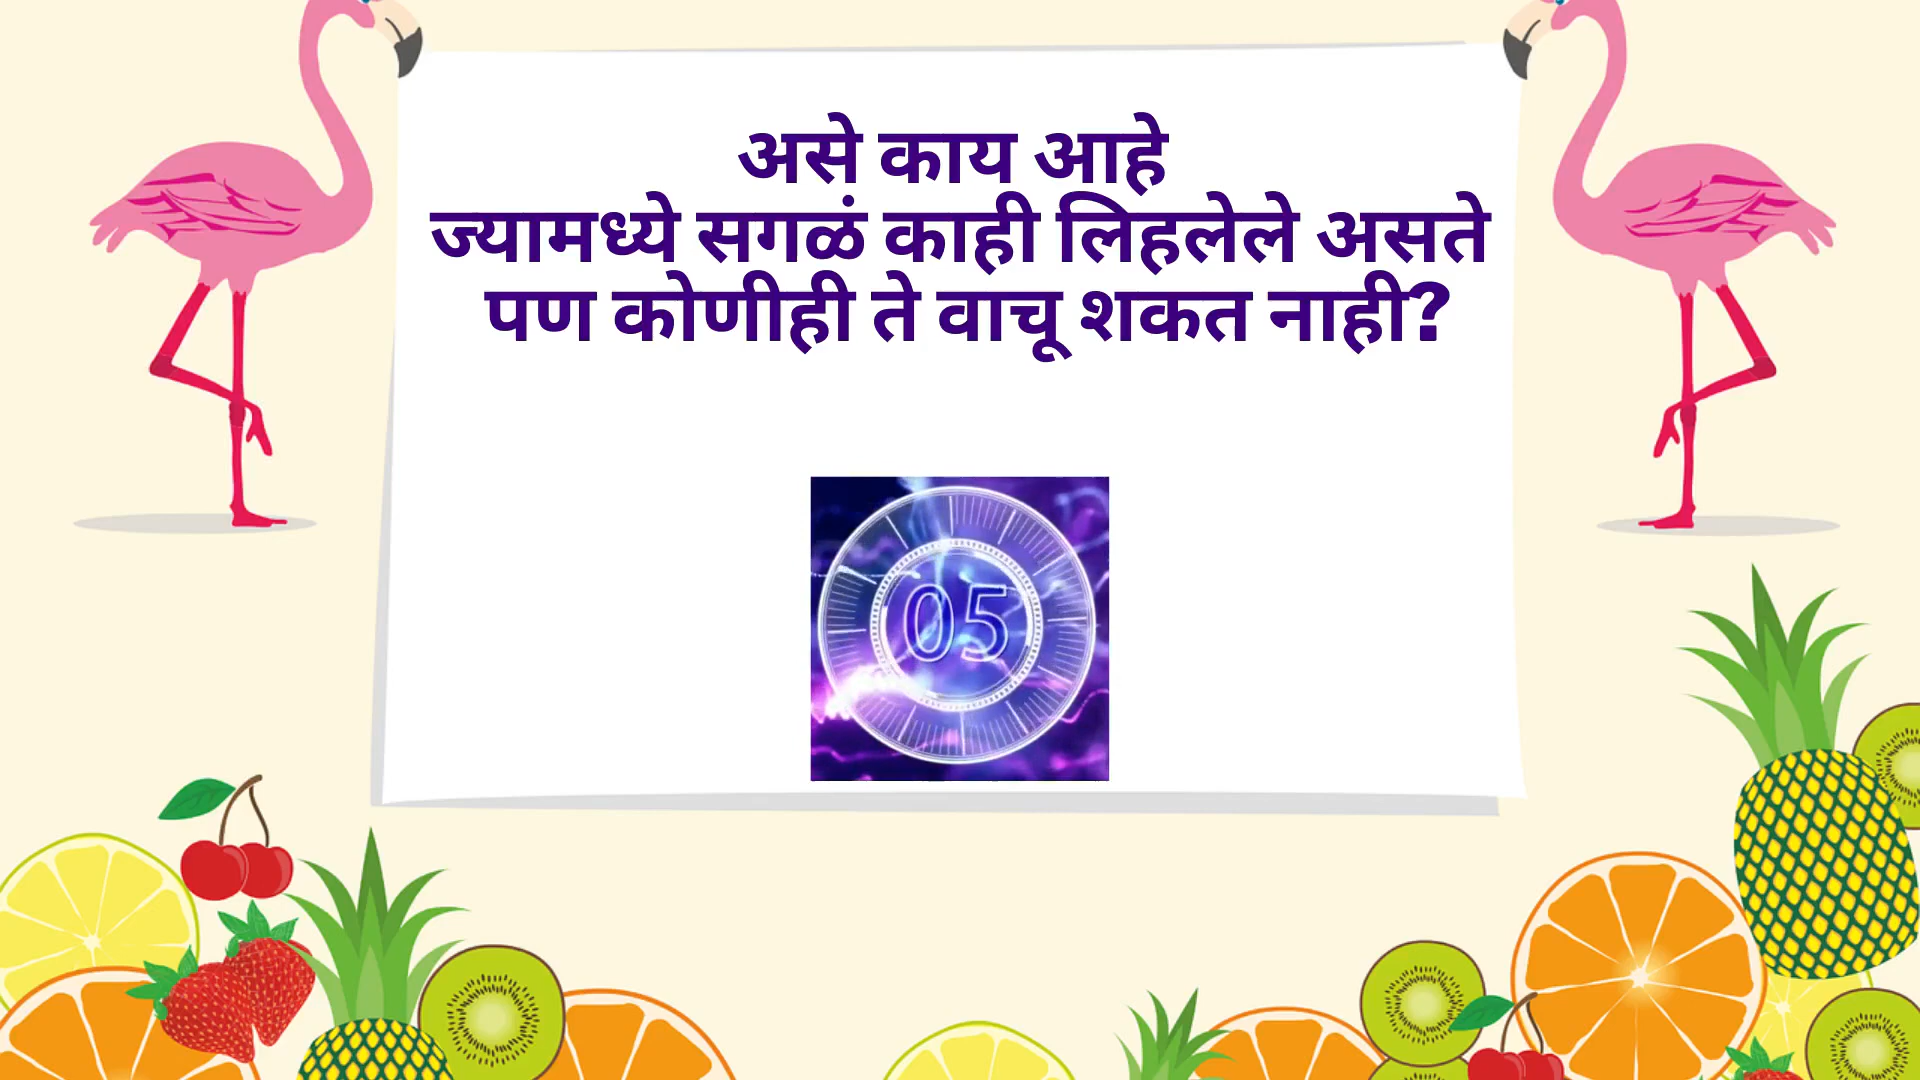 असे काय आहे
ज्यामध्ये सगळं काही लिहलेले असते
पण कोणीही ते वाचू शकत नाही?
05